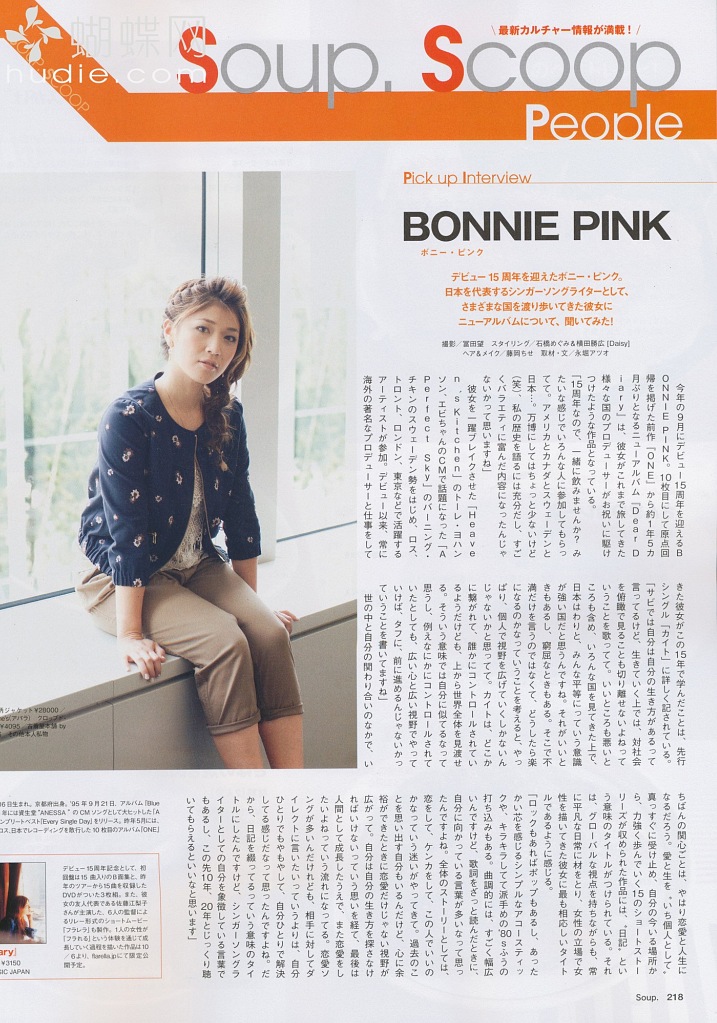 蝴蝶网
hudie.com
SCOOP
\ 最新カルチャー情報が満載! /
Soup. Scoop
People
Pick up Interview
BONNIE PINK
ボニー・ピンク
デビュー15周年を迎えたボニー・ピンク。
日本を代表するシンガーソングライターとして、
さまざまな国を渡り歩いてきた彼女に
ニューアルバムについて、聞いてみた!
撮影/冨田望 スタイリング/石橋めぐみ&横田勝広[Daisy]
ヘア&メイク/藤岡ちせ 取材・文/永堀アツオ
今年の9月にデビュー15周年を迎えるB
ONNIE PINK。10枚目にして原点回
帰を掲げた前作『ONE』から約1年5カ
月ぶりとなるニューアルバム『Dear D
iary』は、彼女がこれまで旅してきた
様々な国のプロデューサーがお祝いに駆け
つけたような作品となっている。
「15周年なので、一緒に飲みませんか? み
たいな感じでいろんな人に参加してもらっ
てて。アメリカとカナダとスウェーデンと
日本…。万博にしてはちょっと少ないけど
(笑)、私の歴史を語るには充分だし、すご
くバラエティに富んだ内容になったんじゃ
ないかって思いますね」
彼女を一躍ブレイクさせた『Heave
n's Kitchen』のトーレ・ヨハン
ソン、エビちゃんのCMで話題になった「A
Perfect Sky」のバーニング・
チキンのスウェーデン勢をはじめ、ロス、
トロント、ロンドン、東京などで活躍する
アーティストが参加。デビュー以来、常に
海外の著名なプロデューサーと仕事をして
きた彼女がこの15年で学んだことは、先行
シングル「カイト」に詳しく記されている。
「サビでは自分は自分の生き方があるって
言ってるけど、生きていく上では、対社会
を俯瞰で見ることも切り離せないよねって
いうことを歌ってて。いいところも悪いと
ころも含め、いろんな国を見てきた上で、
日本はわりと、みんな平等にっていう意識
が強い国だと思うんですね。それがいいと
きもあるし、窮屈なときもある。そこで不
満だけを言うのではなくて、どうしたら楽
になるのかなっていうことを考えると、やっ
ぱり、個人で視野を広げていくしかないん
じゃないかと思ってて。カイトは、どこか
に繋がれて、誰かにコントロールされてい
るようだけども、上から世界全体を見渡せ
る。そういう意味では自分に似てるなって
思うし、例えなにかにコントロールされて
いたとしても、広い心と広い視野でやって
いけば、タフに、前に進めるんじゃないかっ
ていうことを書いてますね」
世の中と自分の関わり合いのなかで、い
ちばんの関心ごとは、やはり恋愛と人生に
なるだろう。愛と生を、"いち個人として"
真っすぐに受け止め、自分の今いる場所か
ら、力強く歩んでいく15のショートストー
リーズが収められた作品には、「日記」とい
う意味のタイトルがつけられている。それ
は、グローバルな視点を持ちながらも、常
に平凡な日常に材をとり、女性の立場で女
性を描いてきた彼女に最も相応しいタイト
ルであるように感じる。
「ロックもあればポップもあるし、あった
かい芯を感じるシンプルなアコースティッ
クや、キラキラして派手めの'80sふうの
打ち込みもある。曲調的には、すごく幅広
いんですけど、歌詞をざっと読んだときに、
自分に向かっている言葉が多いなって思っ
たんですよね。全体のストーリーとしては、
恋をして、ケンカをして、この人でいいの
かなっていう迷いがやってきて。過去のこ
とを思い出す自分もいるんだけど、心に余
裕ができたときに恋愛だけじゃない視野が
広がって。自分は自分の生き方を探さなけ
ればいけないっていう思いを経て、最後は
人間として成長したうえで、また恋愛をし
たいよねっていう流れになってる。恋愛ソ
ングが多いんだけれども、相手に対してダ
イレクトに言いたいっていうよりは、自分
ひとりでもやもやして、自分ひとりで解決
してる感じだなって思ったんですよね。だ
から、日記を綴ってるっていう意味のタイ
トルにしたんですけど、シンガーソングラ
イターとしての自分を象徴している言葉で
もあるし、この先10年、20年とじっくり聴
いてもらえるといいなと思います」
柄ジャケット¥29000
(アパラ) クロップド
¥4095
その他本人私物
6日生まれ。京都府出身。'95年9月21日、アルバム『Blue
年には資生堂"ANESSA"のCMソングとして大ヒットした「A
ンプリートベスト『Every Single Day』をリリース。昨年5月には、
ロス、日本でレコーディングを敢行した10枚目のアルバム『ONE』
デビュー15周年記念として、初
回盤は15曲入りのB面集と、昨
年のツアーから15曲を収録した
DVDがついた3枚組。また、彼
女の友人代表である佐藤江梨子
さんが主演した、6人の監督によ
るリレー形式のショートムービー
『フラレラ』も製作。1人の女性が
「フラれる」という体験を通じて成
長していく過程を描いた作品は10
/6より、flarella.jpにて限定公
開予定。
ary』
¥3150
SIC JAPAN
Soup. 218